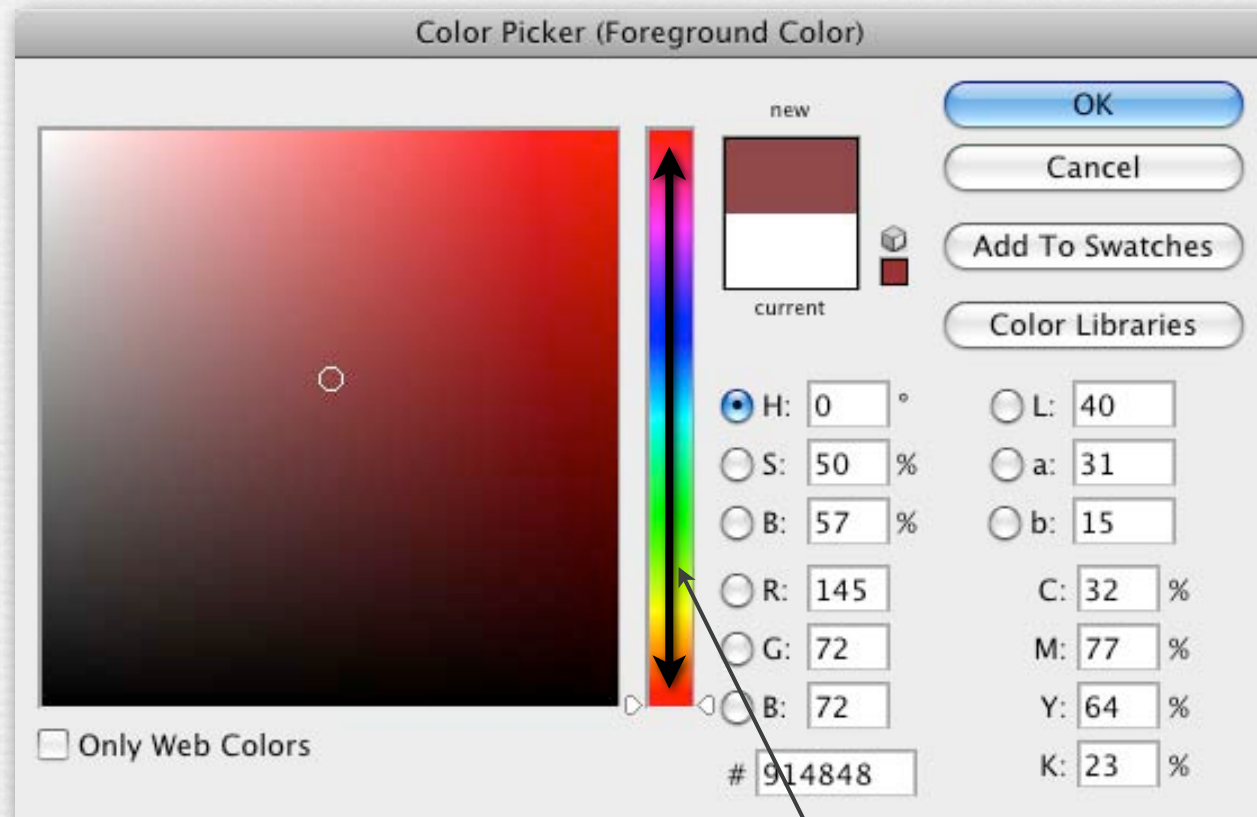 Color Picker (Foreground Color)
new
current
OK
Cancel
Add To Swatches
Color Libraries
H: 0 °
S: 50 %
B: 57 %
R: 145
G: 72
B: 72
# 914848
L: 40
a: 31
b: 15
C: 32 %
M: 77 %
Y: 64 %
K: 23 %
Only Web Colors